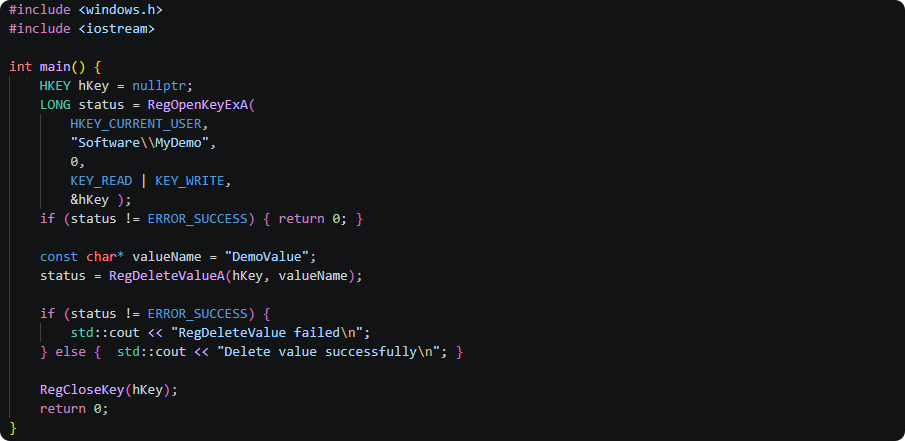 #include <windows.h>
#include <iostream>

int main() {
    HKEY hKey = nullptr;
    LONG status = RegOpenKeyExA(
        HKEY_CURRENT_USER,
        "Software\\MyDemo",
        0,
        KEY_READ | KEY_WRITE,
        &hKey );
    if (status != ERROR_SUCCESS) { return 0; }

    const char* valueName = "DemoValue";
    status = RegDeleteValueA(hKey, valueName);

    if (status != ERROR_SUCCESS) {
        std::cout << "RegDeleteValue failed\n";
    } else {  std::cout << "Delete value successfully\n"; }

    RegCloseKey(hKey);
    return 0;
}